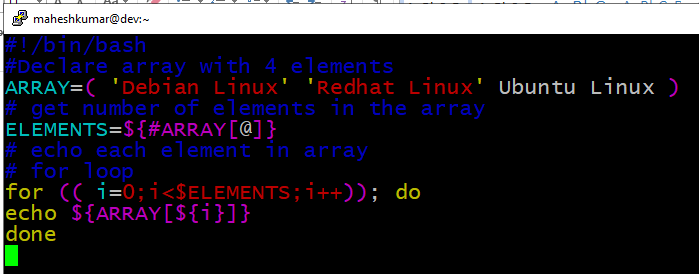 maheshkumar@dev:~
#!/bin/bash
#Declare array with 4 elements
ARRAY=( 'Debian Linux' 'Redhat Linux' Ubuntu Linux )
# get number of elements in the array
ELEMENTS=${#ARRAY[@]}
# echo each element in array
# for loop
for (( i=0;i<$ELEMENTS;i++)); do
echo ${ARRAY[${i}]}
done